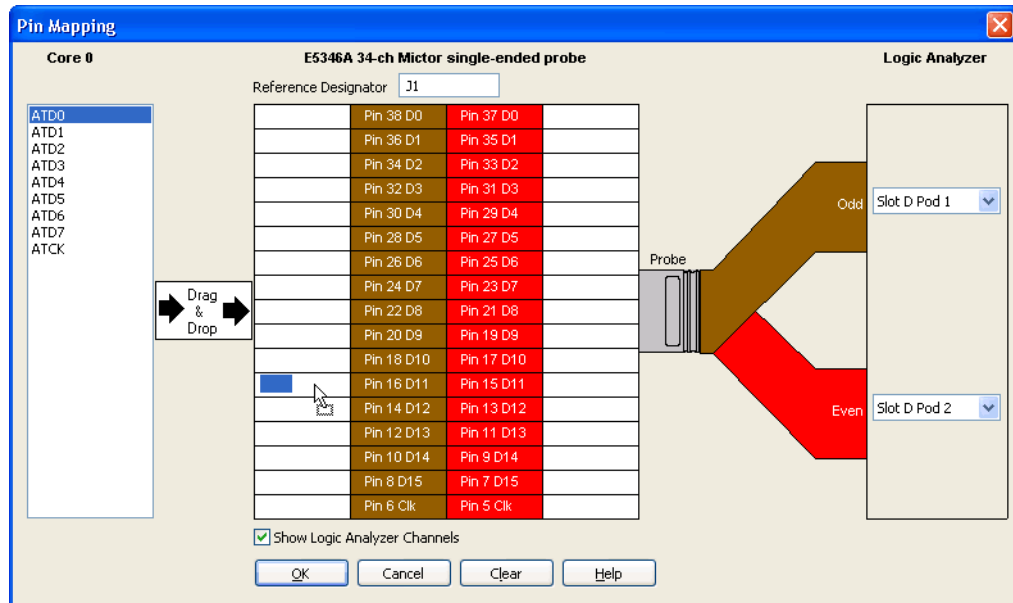 Pin Mapping
Core 0 E5346A 34-ch Mictor single-ended probe Logic Analyzer
Reference Designator J1
ATD0
ATD1
ATD2
ATD3
ATD4
ATD5
ATD6
ATD7
ATCK
Drag
&
Drop
Pin 38 D0 Pin 37 D0
Pin 36 D1 Pin 35 D1
Pin 34 D2 Pin 33 D2
Pin 32 D3 Pin 31 D3
Pin 30 D4 Pin 29 D4
Pin 28 D5 Pin 27 D5
Pin 26 D6 Pin 25 D6
Pin 24 D7 Pin 23 D7
Pin 22 D8 Pin 21 D8
Pin 20 D9 Pin 19 D9
Pin 18 D10 Pin 17 D10
Pin 16 D11 Pin 15 D11
Pin 14 D12 Pin 13 D12
Pin 12 D13 Pin 11 D13
Pin 10 D14 Pin 9 D14
Pin 8 D15 Pin 7 D15
Pin 6 Clk Pin 5 Clk
Probe
Odd Slot D Pod 1
Even Slot D Pod 2
Show Logic Analyzer Channels
OK Cancel Clear Help